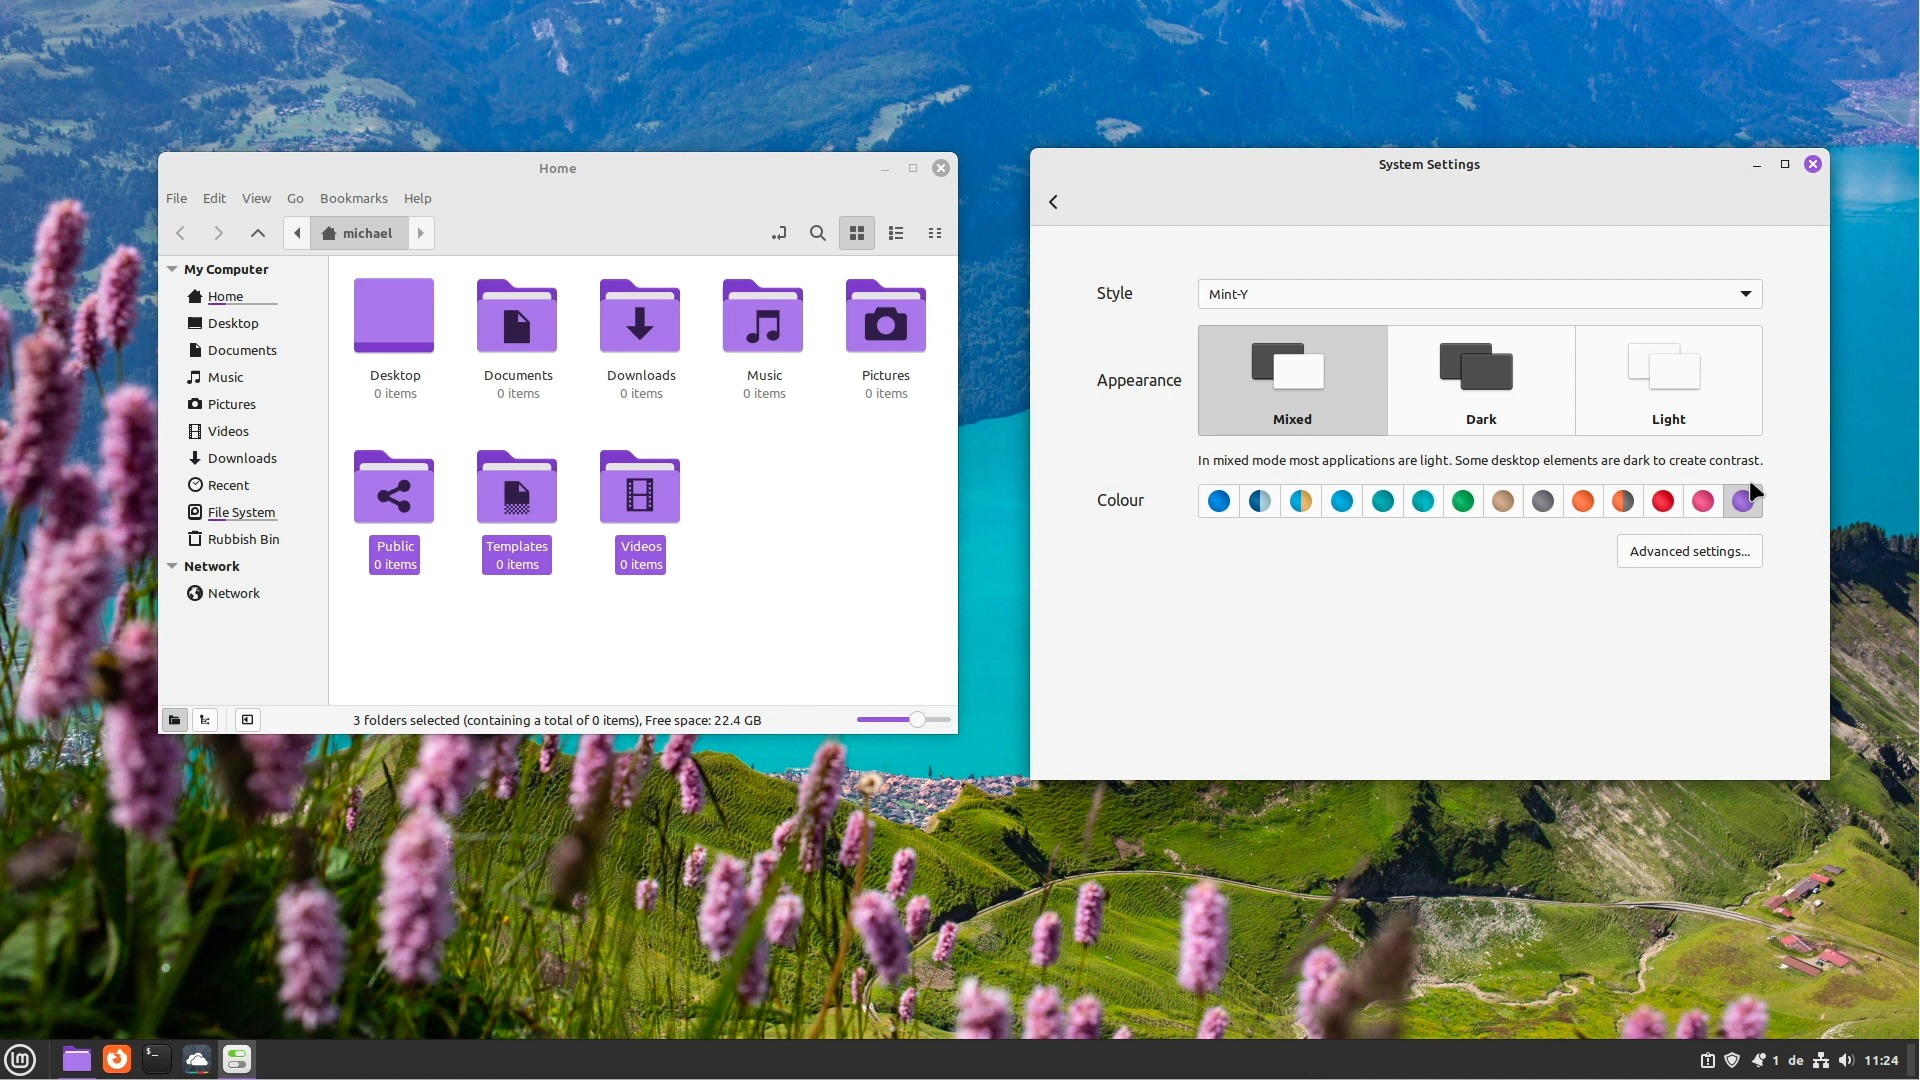 Home
File Edit View Go Bookmarks Help
michael
My Computer
Home
Desktop
Documents
Music
Pictures
Videos
Downloads
Recent
File System
Rubbish Bin
Network
Network
Desktop
0 items
Documents
0 items
Downloads
0 items
Music
0 items
Pictures
0 items
Public
0 items
Templates
0 items
Videos
0 items
3 folders selected (containing a total of 0 items), Free space: 22.4 GB
System Settings
Style
Mint-Y
Appearance
Mixed
Dark
Light
In mixed mode most applications are light. Some desktop elements are dark to create contrast.
Colour
Advanced settings...
1 de 11:24